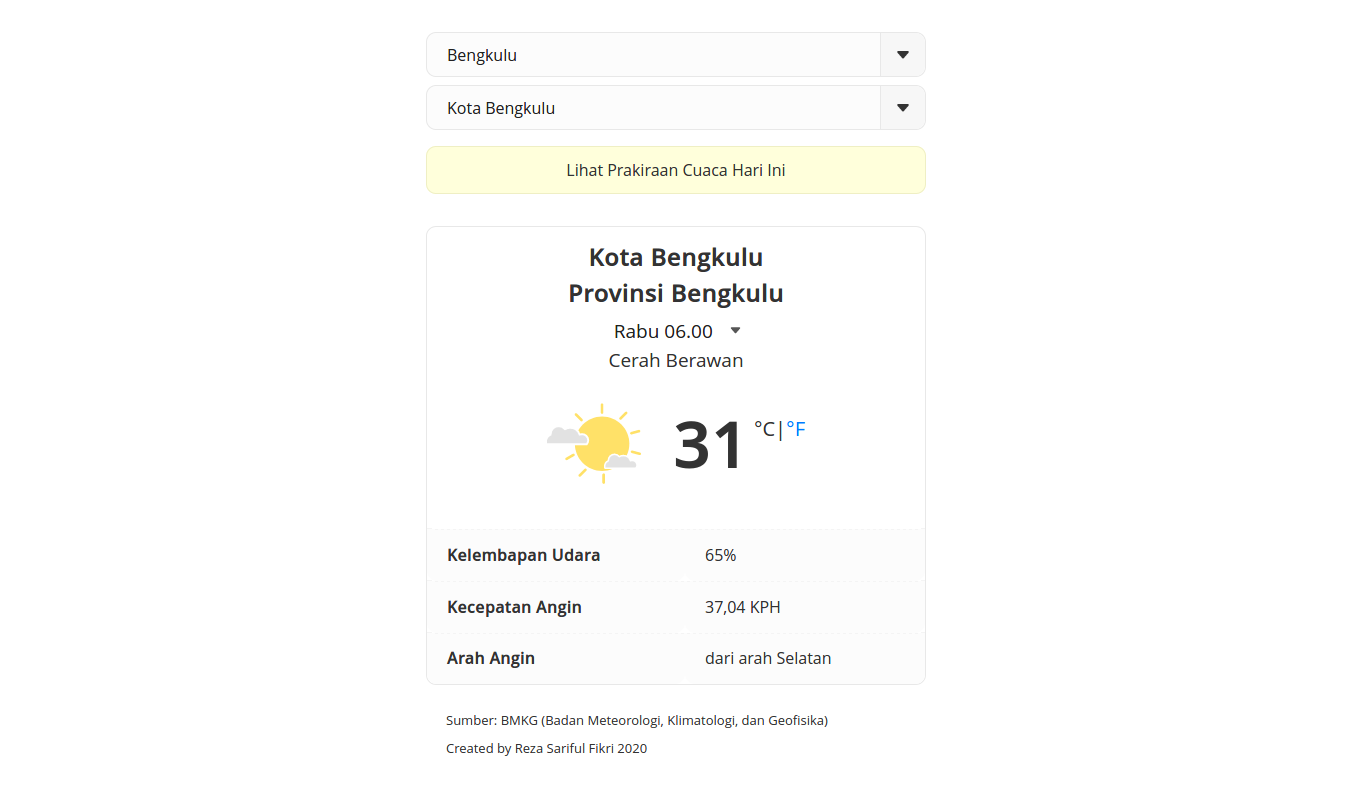 Bengkulu
Kota Bengkulu
Lihat Prakiraan Cuaca Hari Ini
Kota Bengkulu
Provinsi Bengkulu
Rabu 06.00
Cerah Berawan
31 °C|°F
Kelembapan Udara 65%
Kecepatan Angin 37,04 KPH
Arah Angin dari arah Selatan
Sumber: BMKG (Badan Meteorologi, Klimatologi, dan Geofisika)
Created by Reza Sariful Fikri 2020